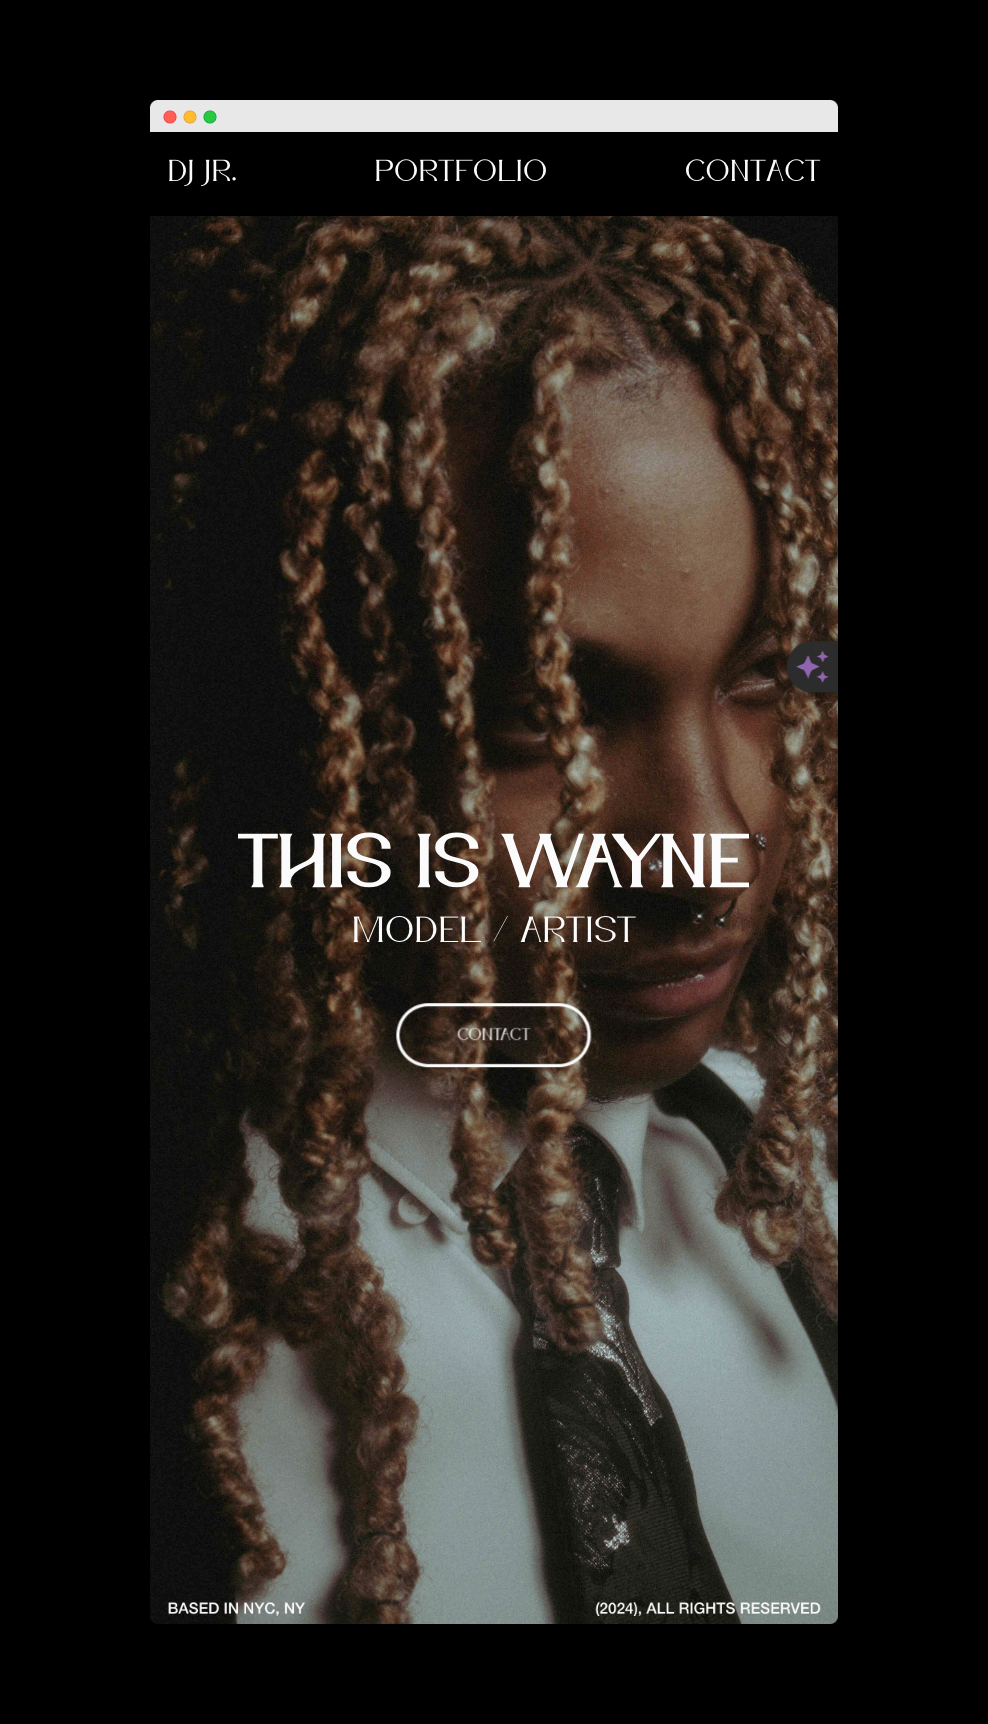 DJ JR. PORTFOLIO CONTACT
THIS IS WAYNE
MODEL / ARTIST
CONTACT
BASED IN NYC, NY (2024), ALL RIGHTS RESERVED